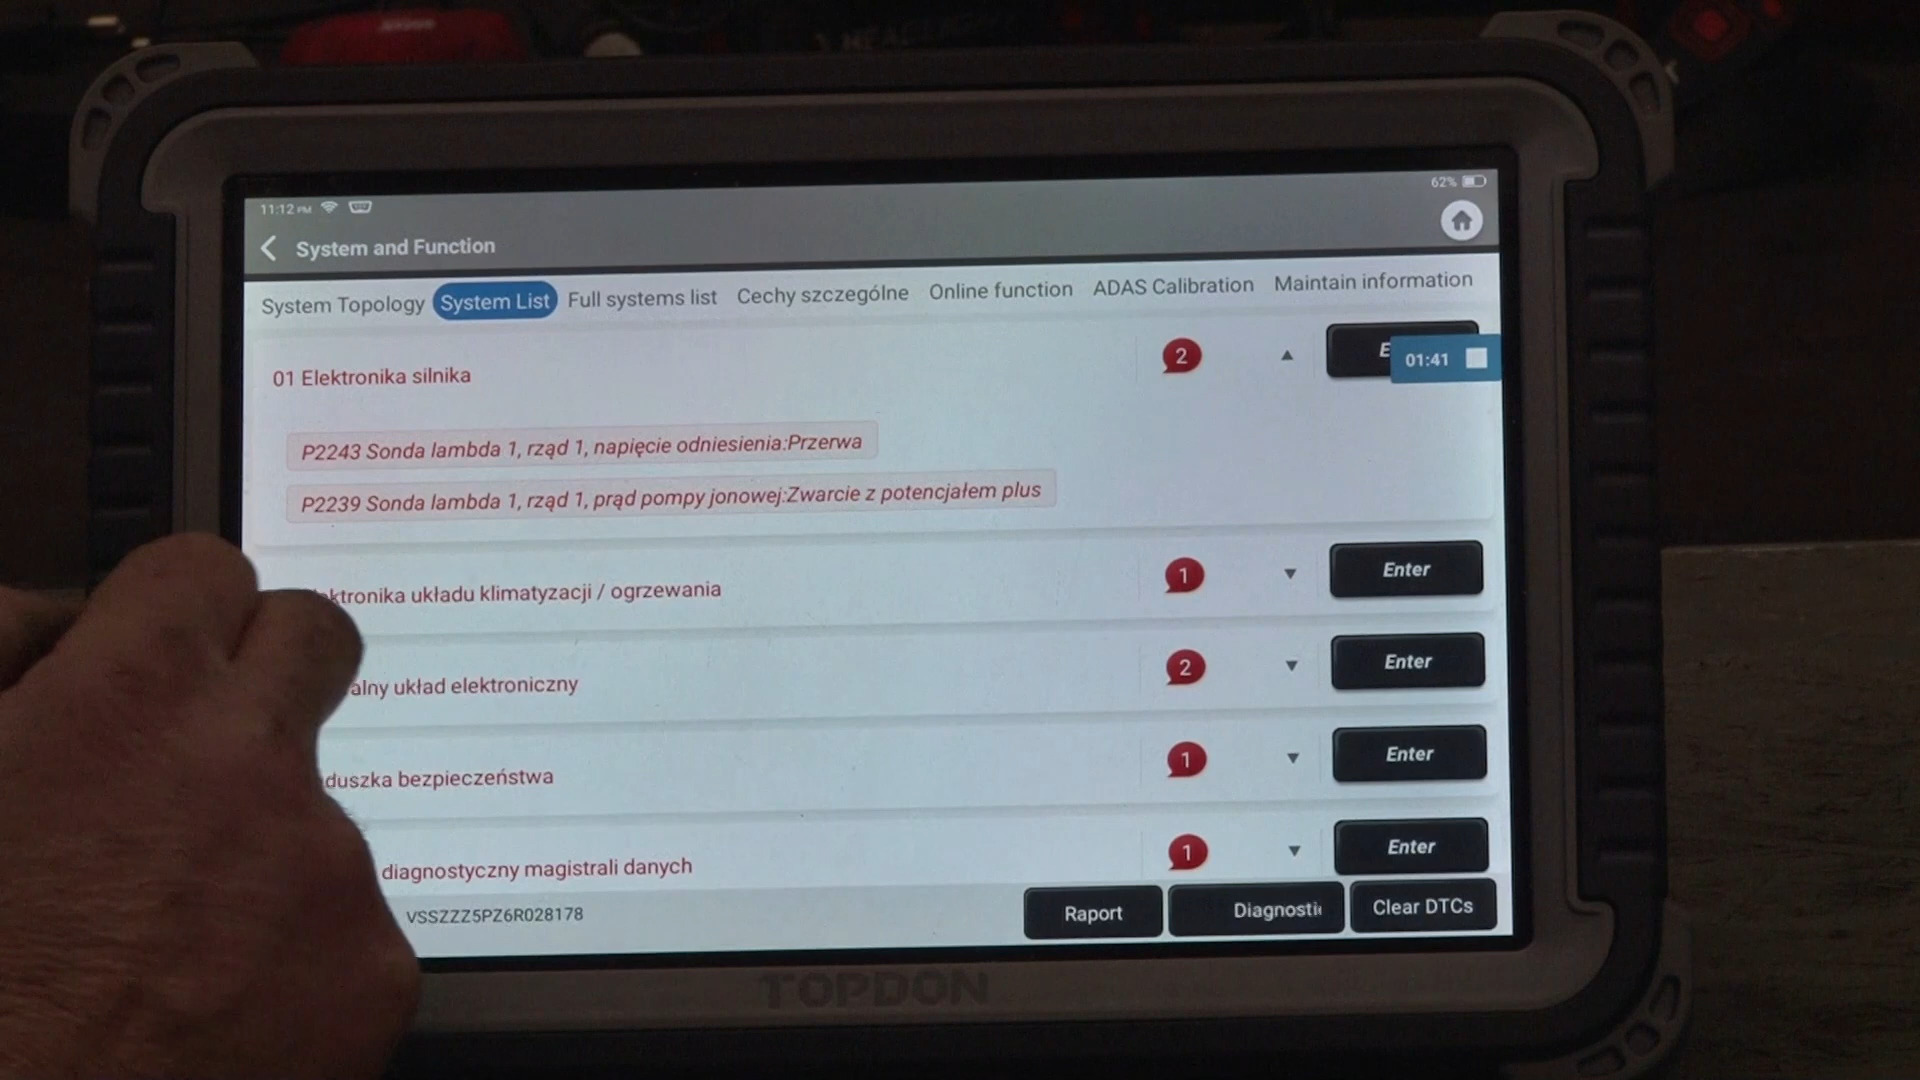 11:12 PM
62%
System and Function
System Topology System List Full systems list Cechy szczególne Online function ADAS Calibration Maintain information
01 Elektronika silnika
2
01:41
P2243 Sonda lambda 1, rząd 1, napięcie odniesienia:Przerwa
P2239 Sonda lambda 1, rząd 1, prąd pompy jonowej:Zwarcie z potencjałem plus
ktronika układu klimatyzacji / ogrzewania
1
Enter
alny układ elektroniczny
2
Enter
duszka bezpieczeństwa
1
Enter
diagnostyczny magistrali danych
1
Enter
VSSZZZ5PZ6R028178
Raport
Diagnostic
Clear DTCs
TOPDON